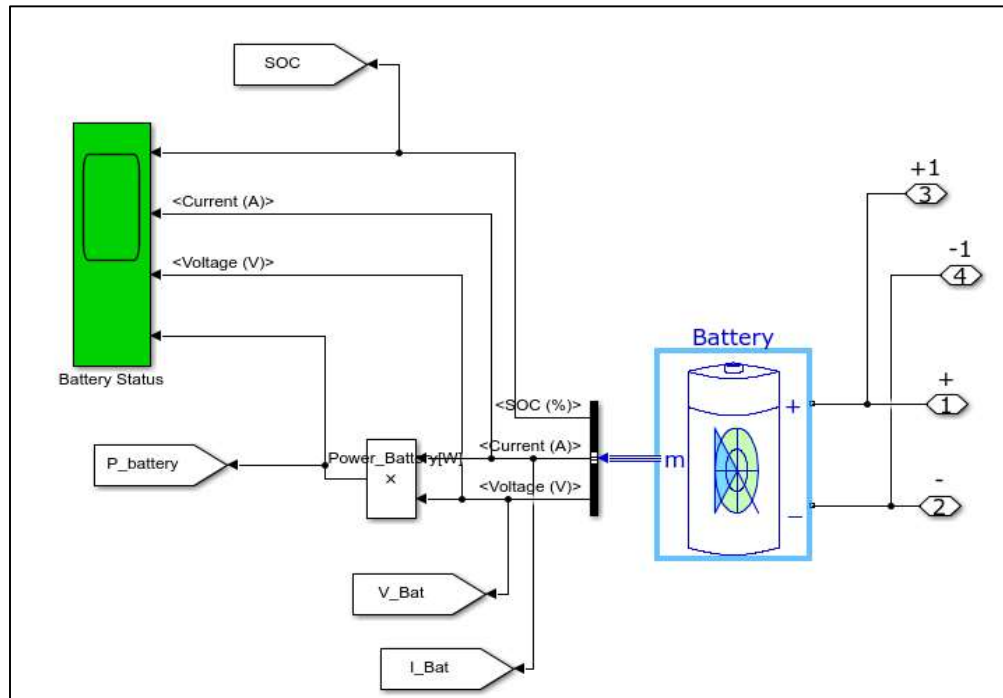 SOC
<Current (A)>
<Voltage (V)>
Battery Status
P_battery
Power_Battery[W]
×
<SOC (%)>
<Current (A)>
<Voltage (V)>
V_Bat
I_Bat
Battery
m
+
_
+1
3
-1
4
+
1
-
2